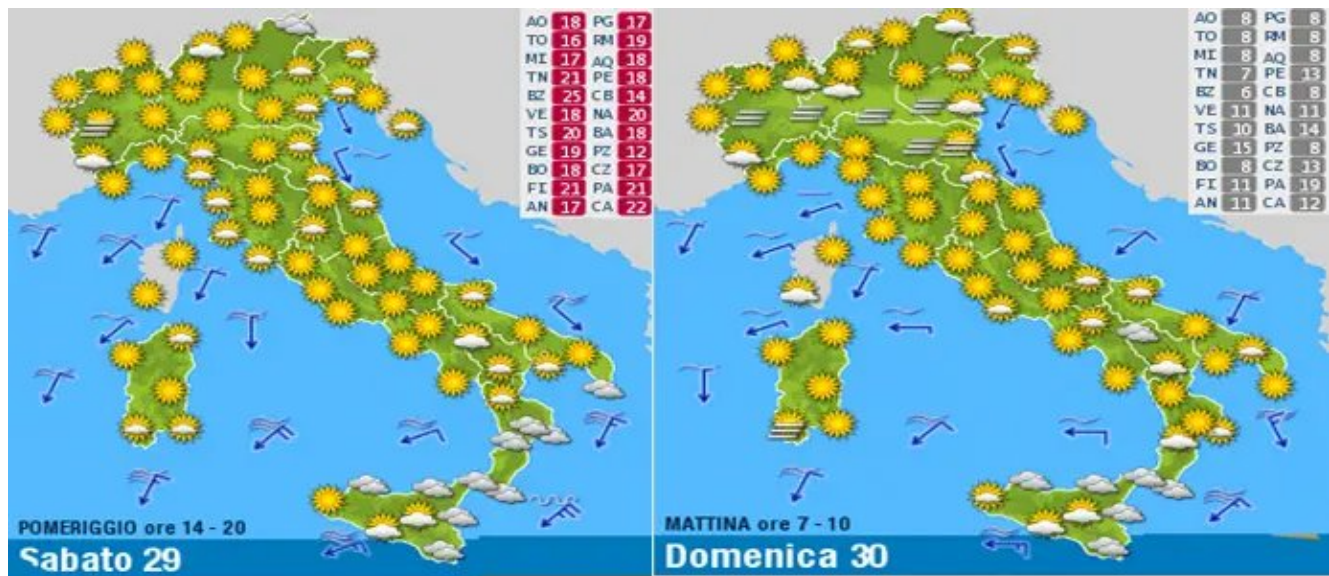 AO 18 PG 17
TO 16 RM 19
MI 17 AQ 18
TN 21 PE 18
BZ 25 CB 14
VE 18 NA 20
TS 20 BA 18
GE 19 PZ 12
BO 18 CZ 17
FI 21 PA 21
AN 17 CA 22
POMERIGGIO ore 14 - 20
Sabato 29
AO 8 PG 8
TO 8 RM 8
MI 8 AQ 8
TN 7 PE 13
BZ 6 CB 8
VE 11 NA 11
TS 10 BA 14
GE 15 PZ 8
BO 8 CZ 13
FI 11 PA 19
AN 11 CA 12
MATTINA ore 7 - 10
Domenica 30